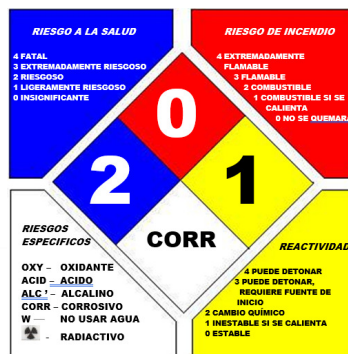 RIESGO A LA SALUD
4 FATAL
3 EXTREMADAMENTE RIESGOSO
2 RIESGOSO
1 LIGERAMENTE RIESGOSO
0 INSIGNIFICANTE
RIESGO DE INCENDIO
4 EXTREMADAMENTE
FLAMABLE
3 FLAMABLE
2 COMBUSTIBLE
1 COMBUSTIBLE SI SE
CALIENTA
0 NO SE QUEMARA
0
2
1
CORR
RIESGOS
ESPECIFICOS
OXY – OXIDANTE
ACID – ACIDO
ALC ' – ALCALINO
CORR – CORROSIVO
W — NO USAR AGUA
- RADIACTIVO
REACTIVIDAD
4 PUEDE DETONAR
3 PUEDE DETONAR,
REQUIERE FUENTE DE
INICIO
2 CAMBIO QUÍMICO
1 INESTABLE SI SE CALIENTA
0 ESTABLE